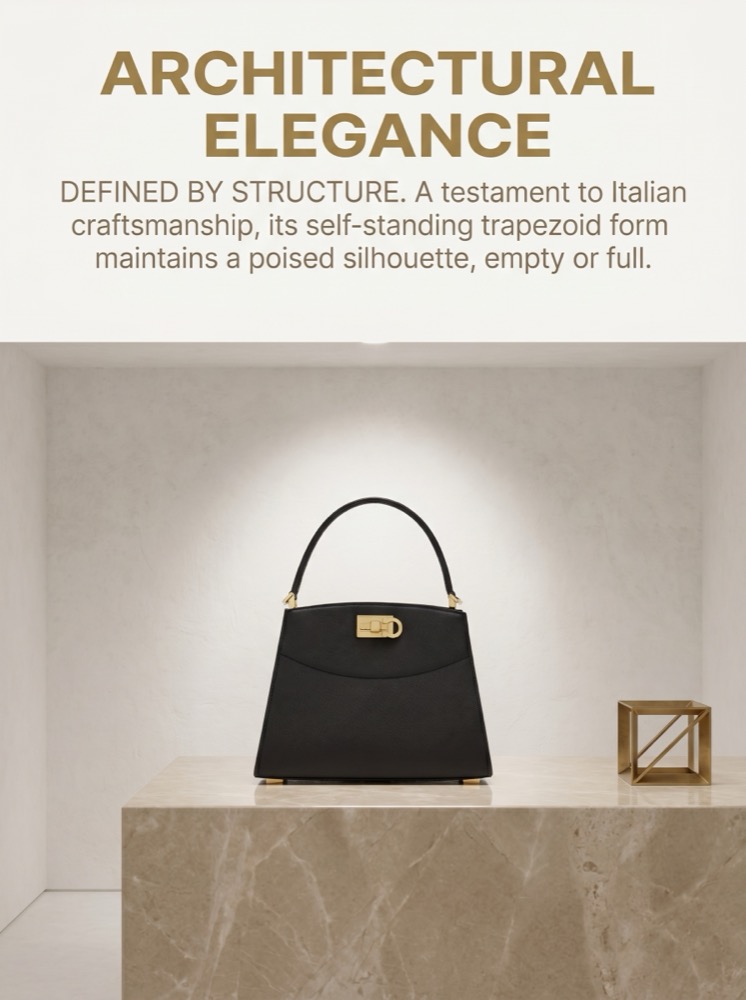 ARCHITECTURAL
ELEGANCE
DEFINED BY STRUCTURE. A testament to Italian
craftsmanship, its self-standing trapezoid form
maintains a poised silhouette, empty or full.